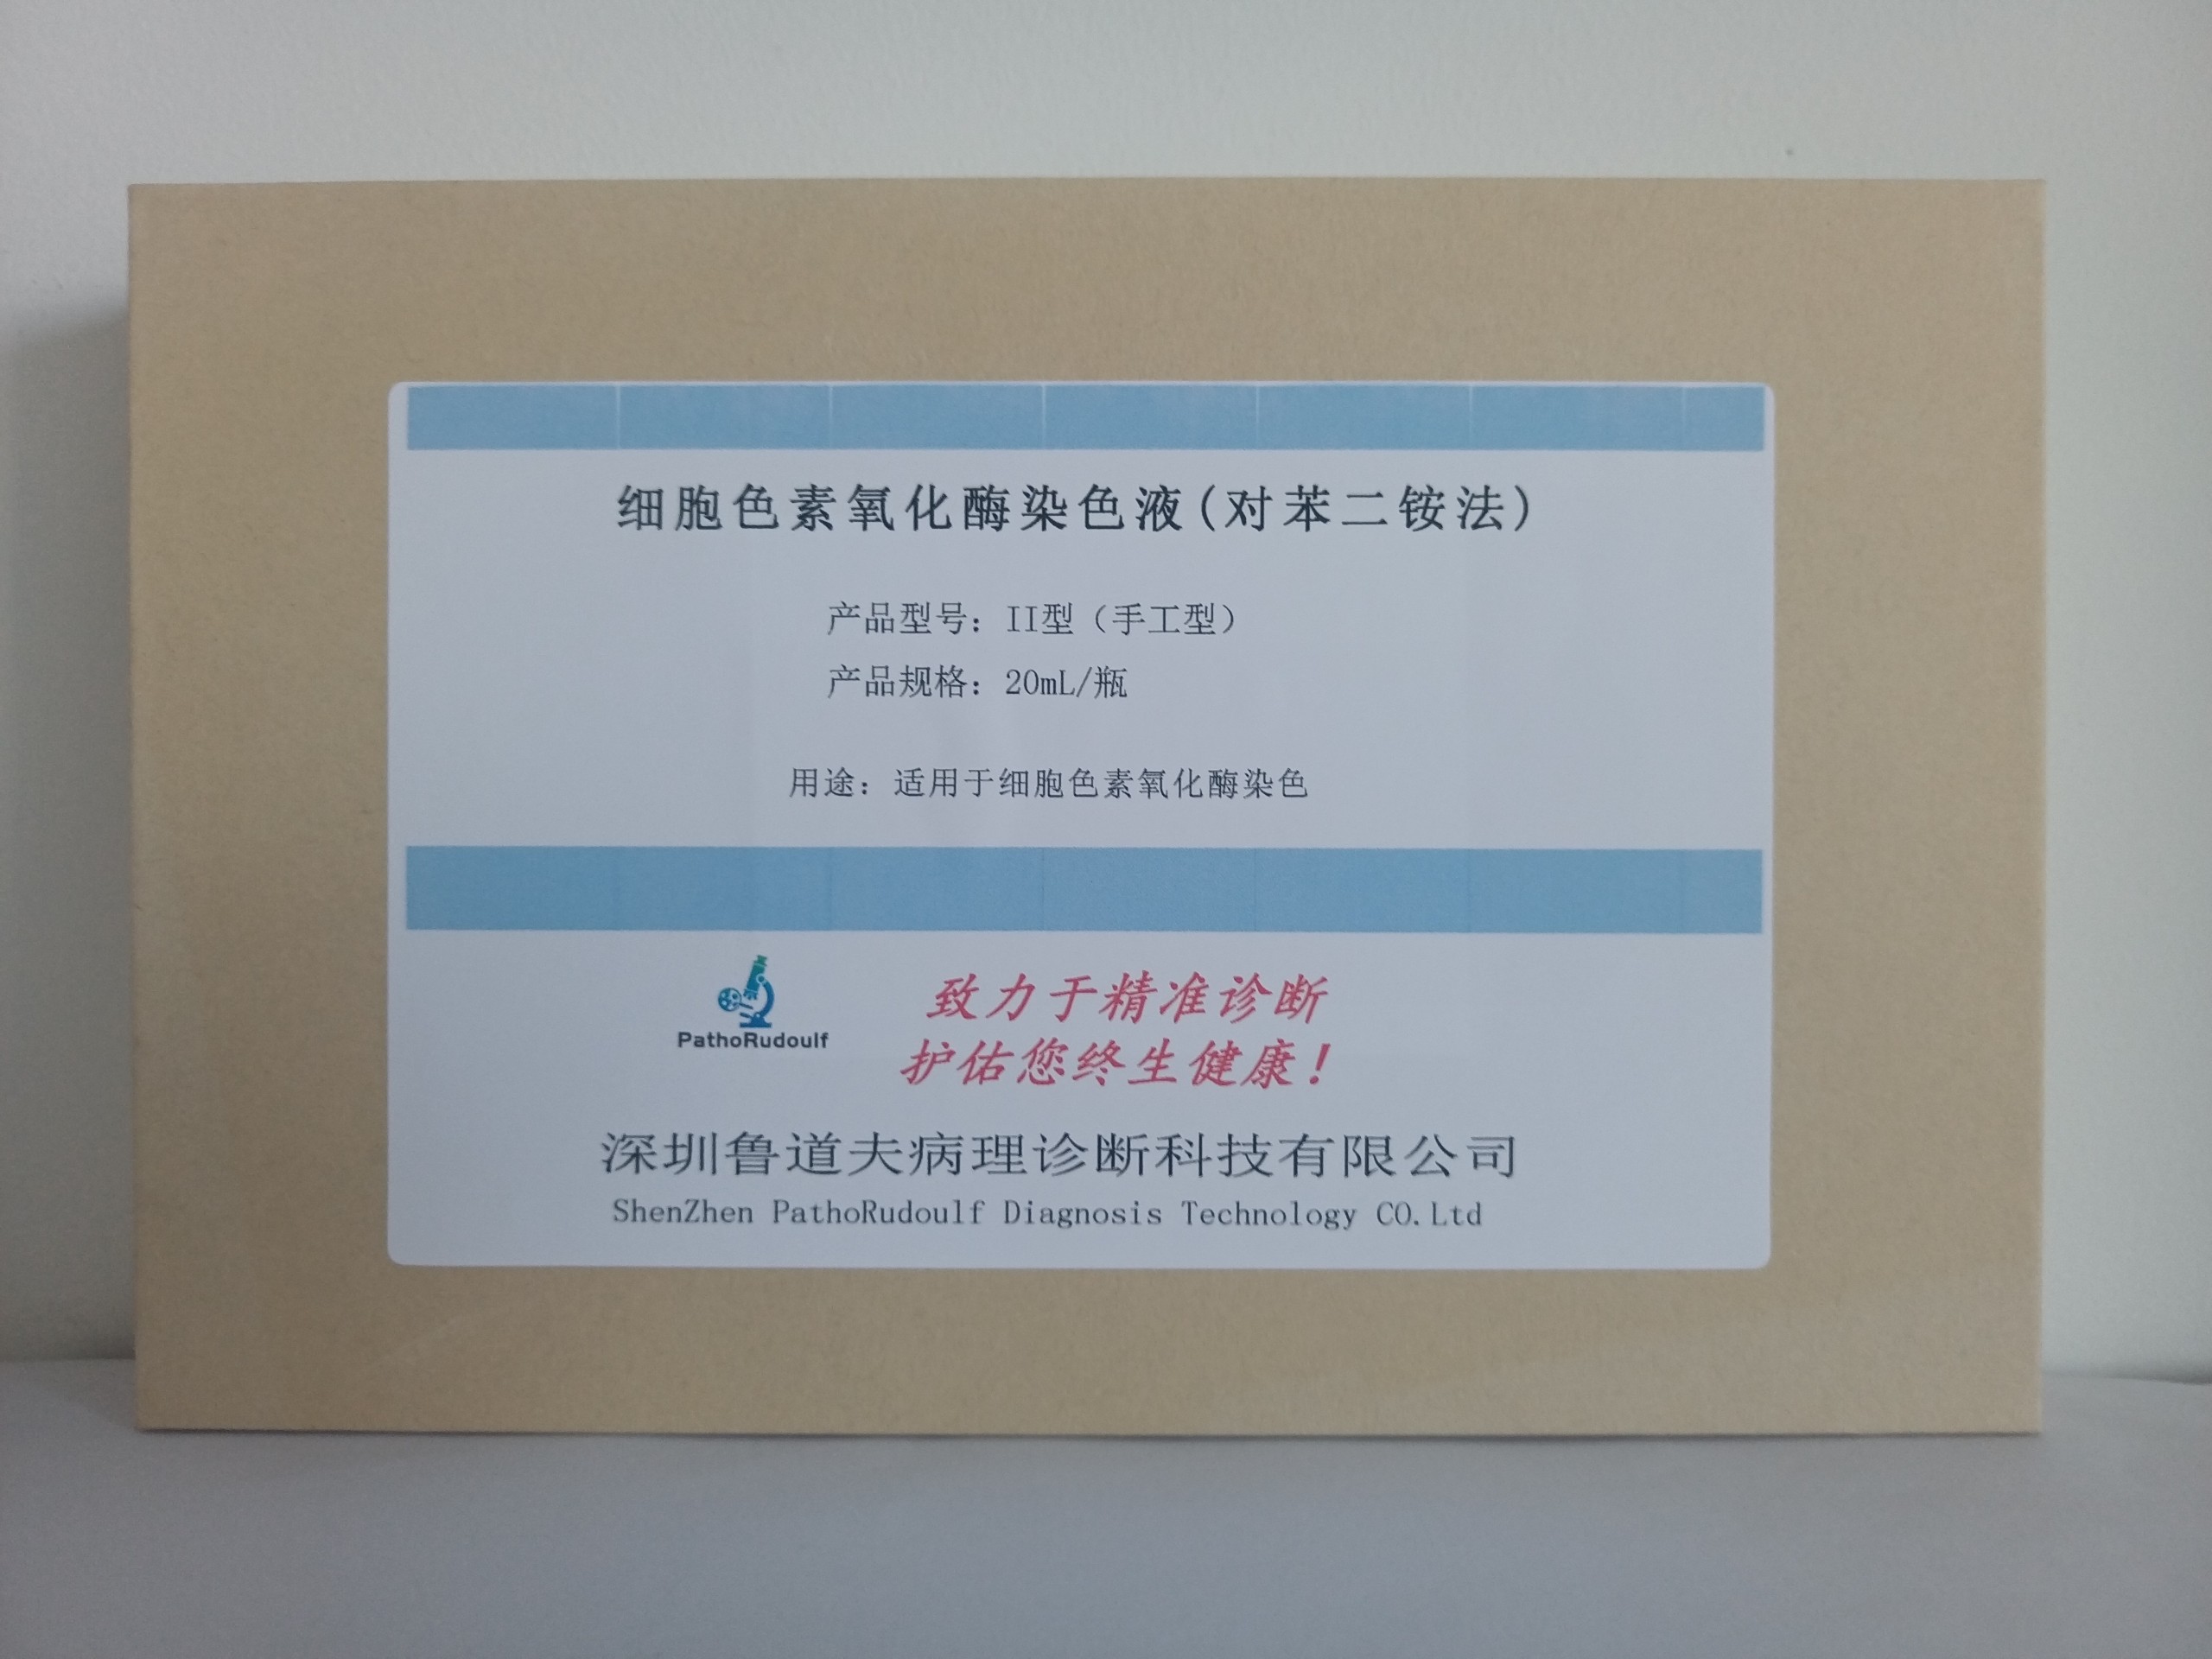 细胞色素氧化酶染色液(对苯二铵法)
产品型号：II型（手工型）
产品规格：20mL/瓶
用途：适用于细胞色素氧化酶染色
PathoRudoulf
致力于精准诊断
护佑您终生健康！
深圳鲁道夫病理诊断科技有限公司
ShenZhen PathoRudoulf Diagnosis Technology CO.Ltd